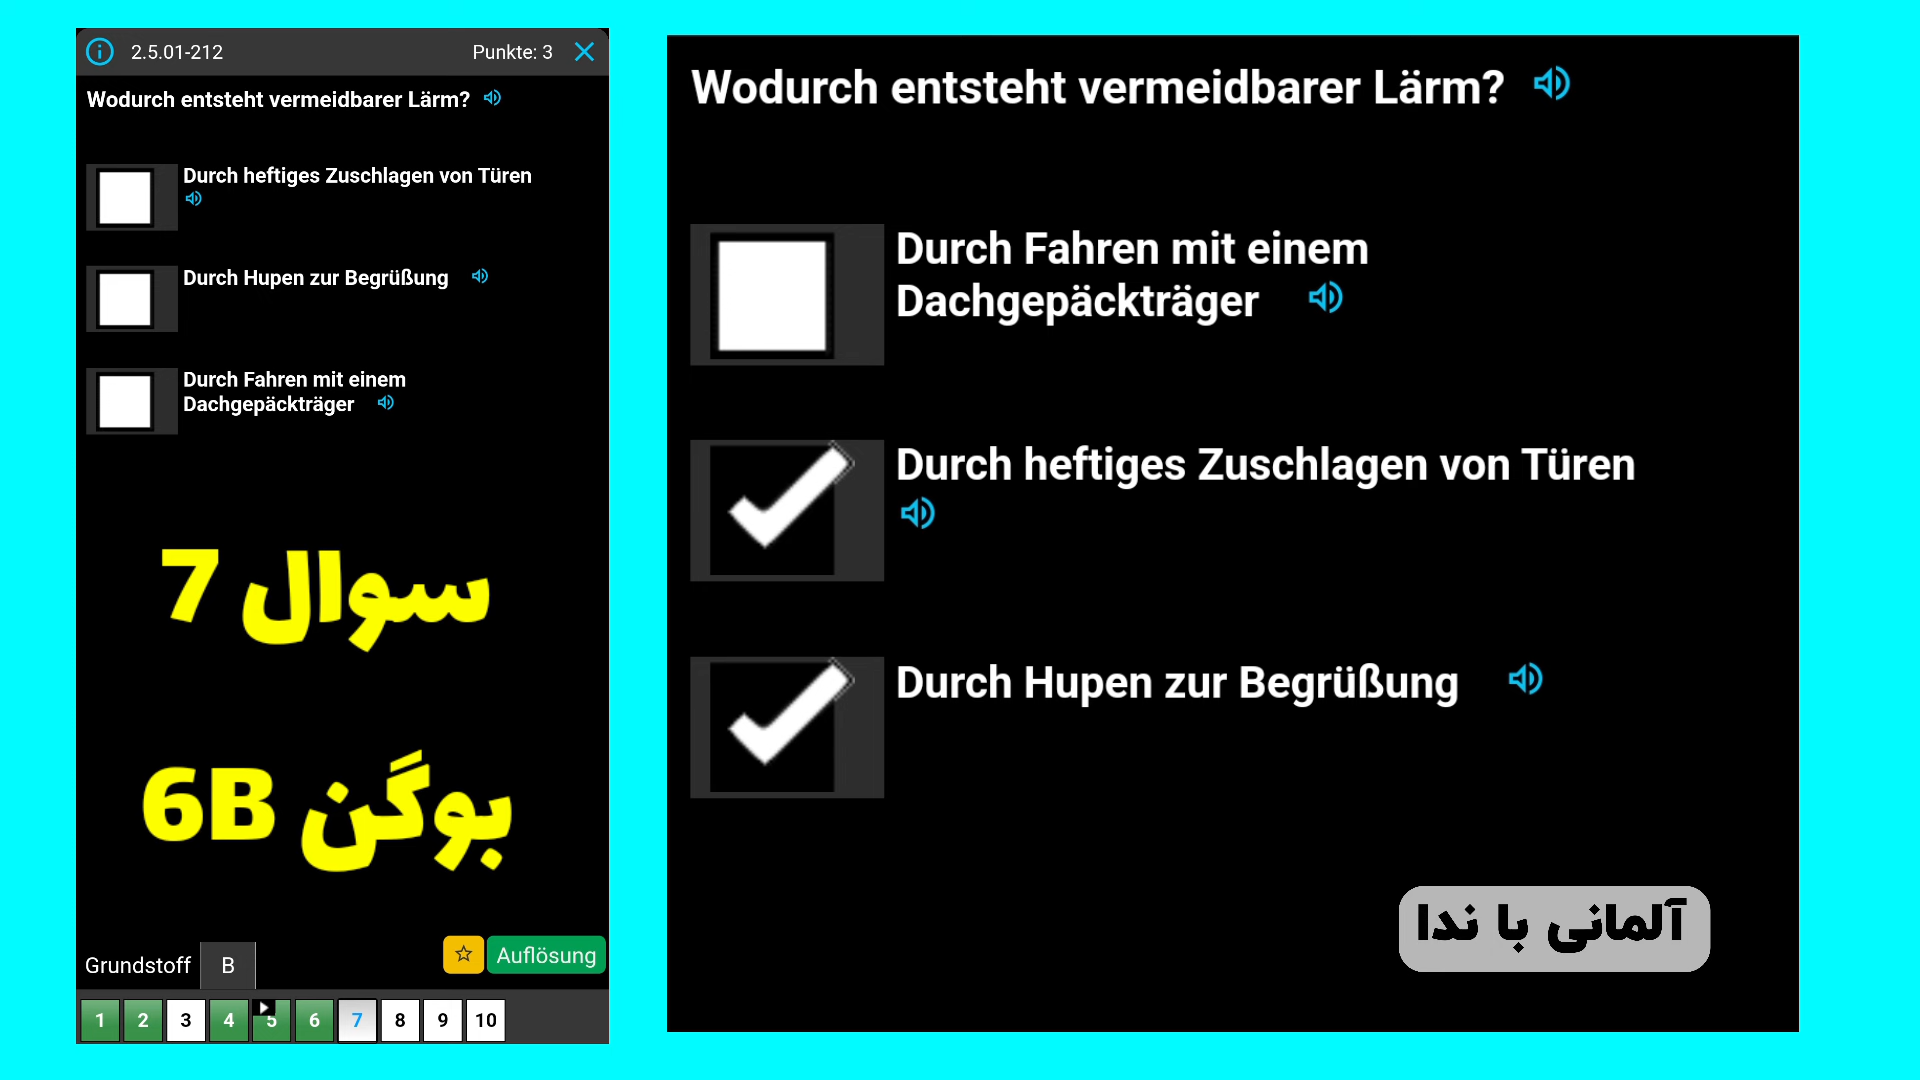 2.5.01-212
Punkte: 3
Wodurch entsteht vermeidbarer Lärm?
Durch heftiges Zuschlagen von Türen
Durch Hupen zur Begrüßung
Durch Fahren mit einem
Dachgepäckträger
سوال 7
بوگَن 6B
Grundstoff
B
Auflösung
1 2 3 4 5 6 7 8 9 10
Wodurch entsteht vermeidbarer Lärm?
Durch Fahren mit einem
Dachgepäckträger
Durch heftiges Zuschlagen von Türen
Durch Hupen zur Begrüßung
آلمانی با ندا